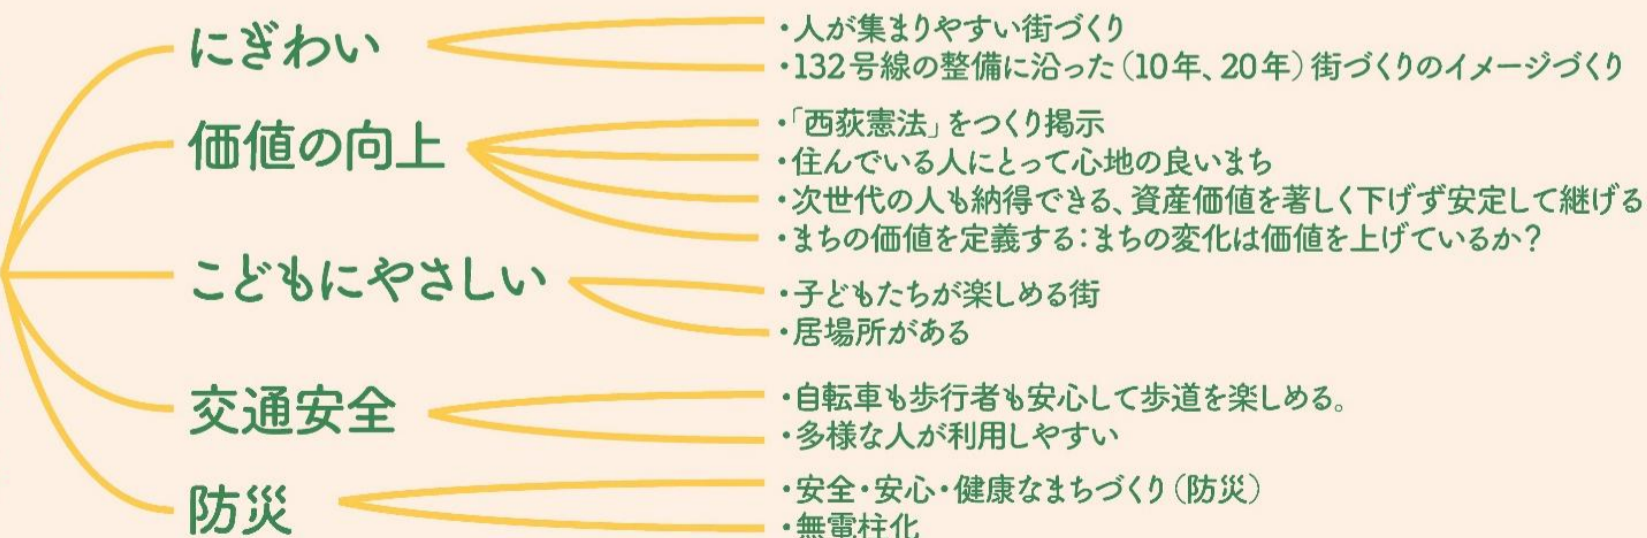 にぎわい
・人が集まりやすい街づくり
・132号線の整備に沿った（10年、20年）街づくりのイメージづくり
価値の向上
・「西荻憲法」をつくり掲示
・住んでいる人にとって心地の良いまち
・次世代の人も納得できる、資産価値を著しく下げず安定して継げる
・まちの価値を定義する：まちの変化は価値を上げているか？
こどもにやさしい
・子どもたちが楽しめる街
・居場所がある
交通安全
・自転車も歩行者も安心して歩道を楽しめる。
・多様な人が利用しやすい
防災
・安全・安心・健康なまちづくり（防災）
・無電柱化